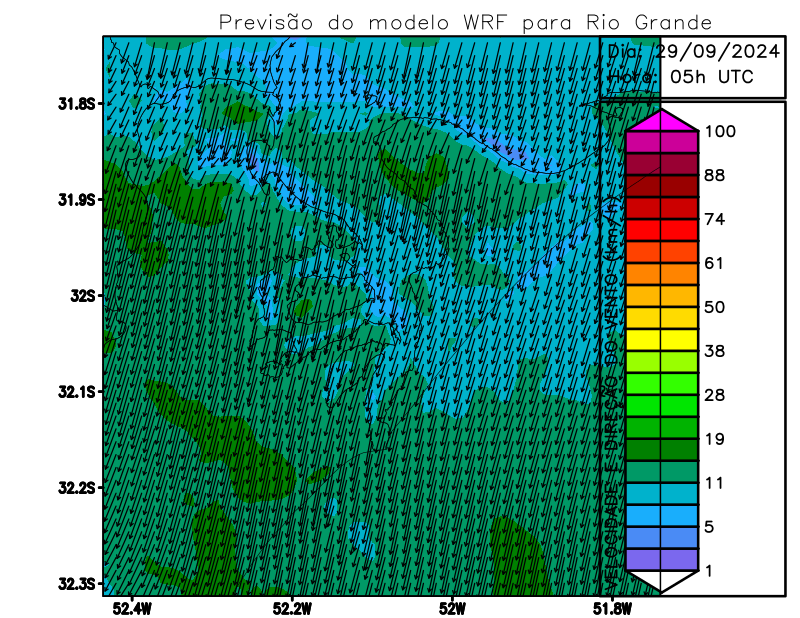 Previsão do modelo WRF para Rio Grande
Dia: 29/09/2024
Hora: 05h UTC
31.8S
31.9S
32S
32.1S
32.2S
32.3S
52.4W
52.2W
52W
51.8W
VELOCIDADE E DIREÇÃO DO VENTO (km/h)
100
88
74
61
50
38
28
19
11
5
1